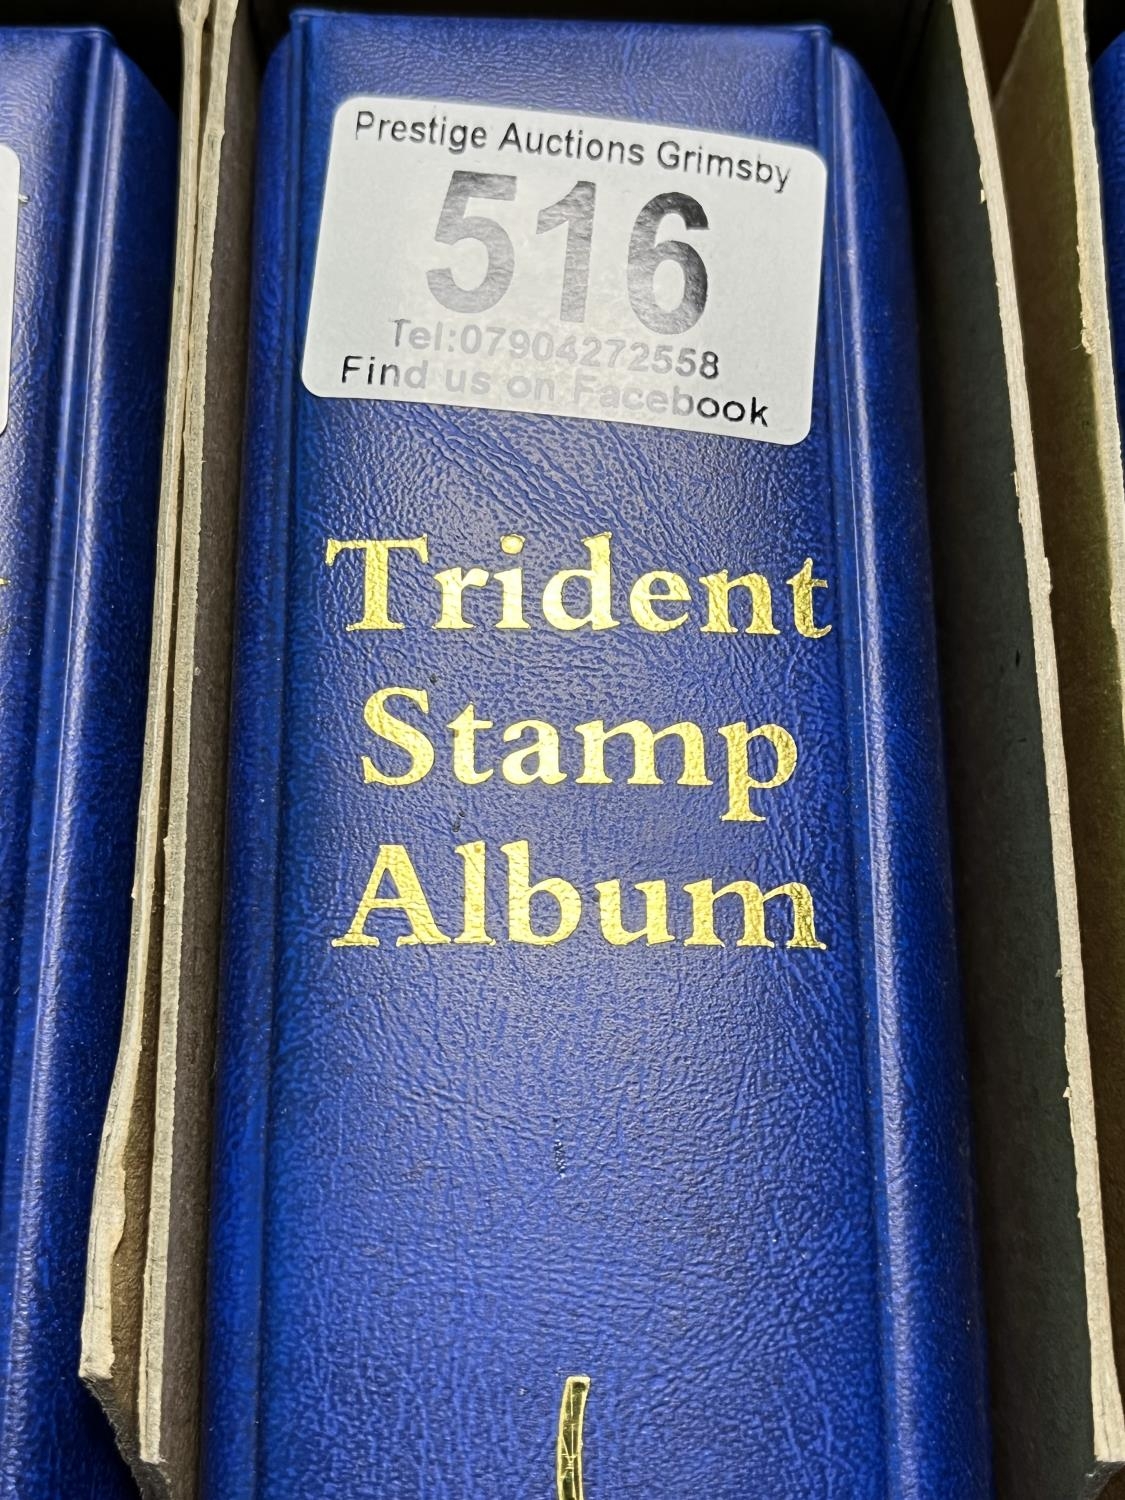 Prestige Auctions Grimsby
516
Tel:07904272558
Find us on Facebook
Trident
Stamp
Album